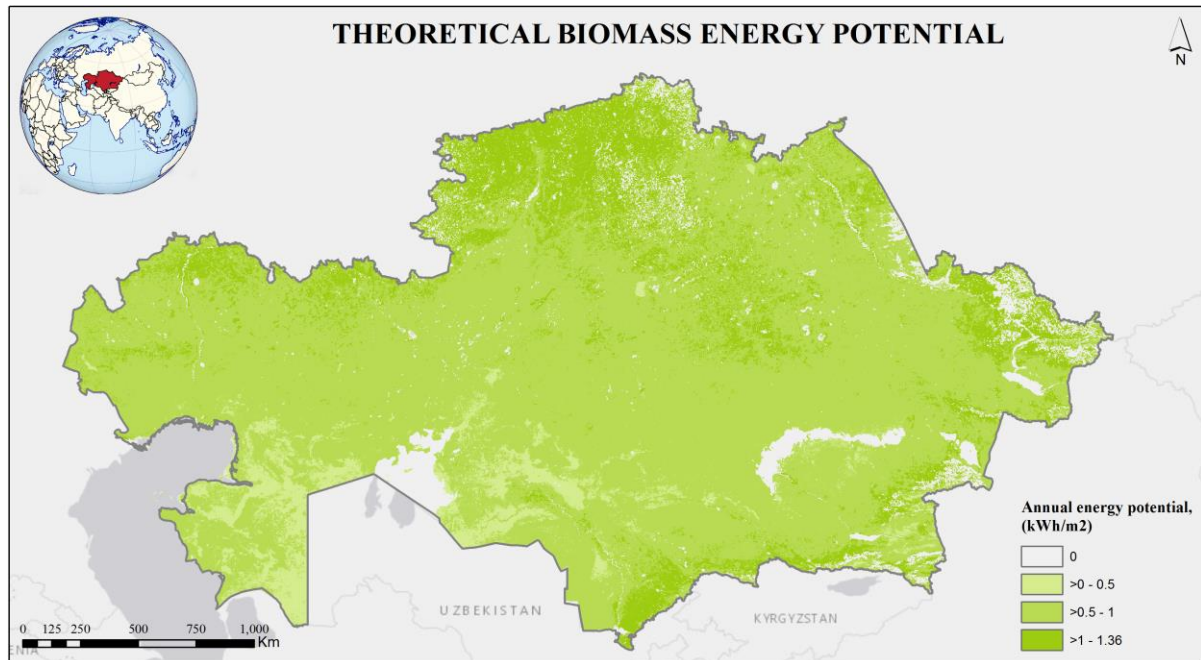 THEORETICAL BIOMASS ENERGY POTENTIAL
N
Annual energy potential,
(kWh/m2)
0
>0 - 0.5
>0.5 - 1
>1 - 1.36
UZBEKISTAN
KYRGYZSTAN
0 125 250 500 750 1,000
Km
ENIA